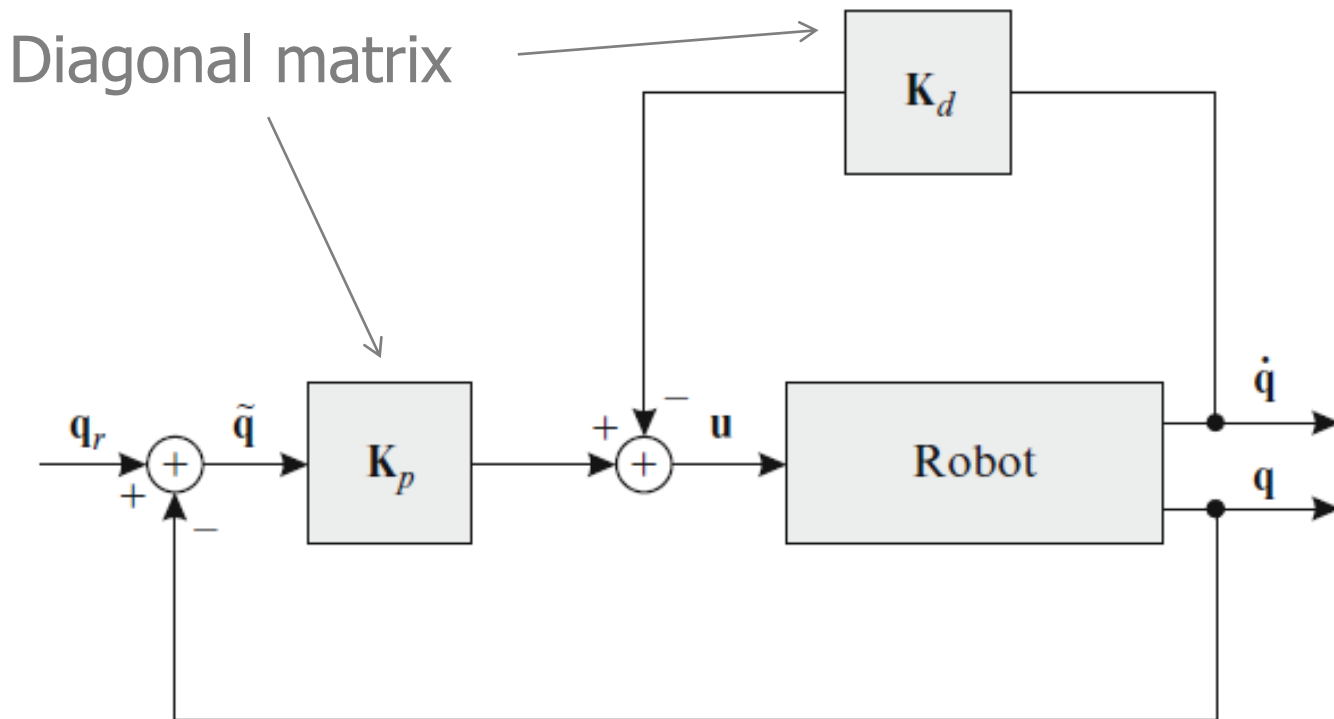 Diagonal matrix
K_d
q_r
+
−
+
q̃
K_p
+
−
+
u
Robot
q̇
q